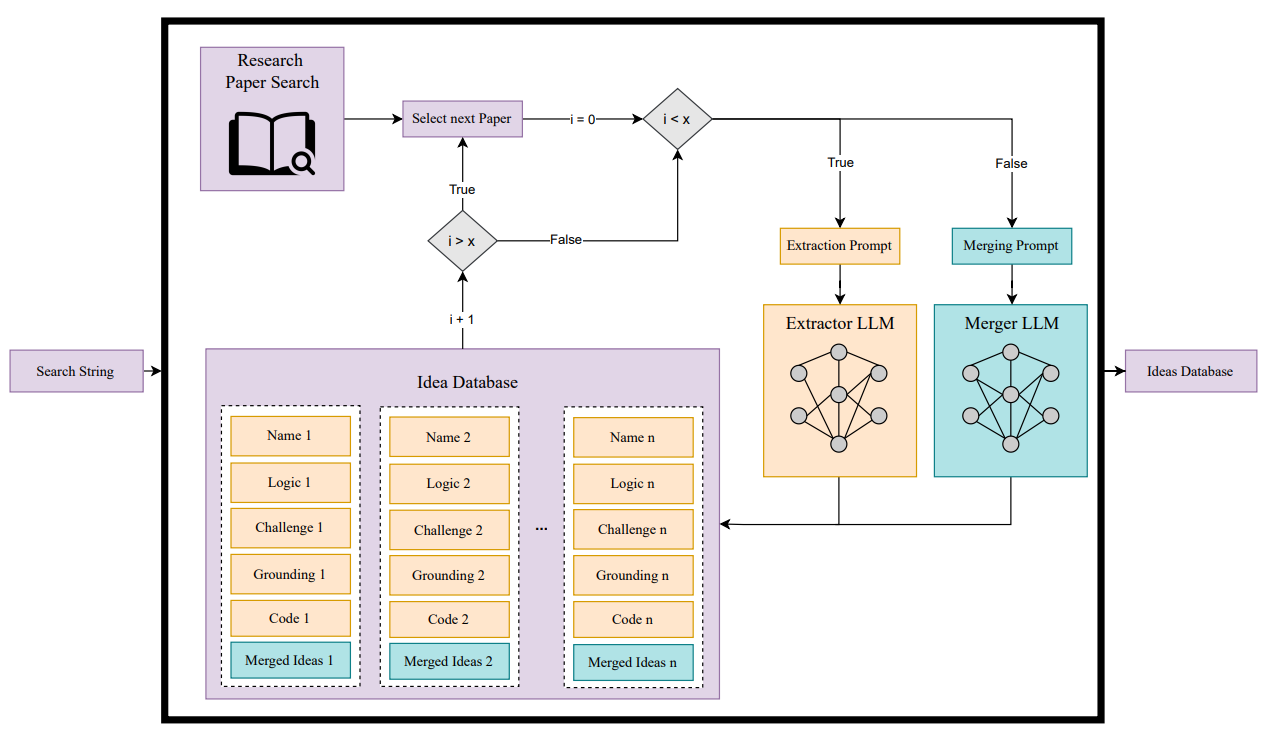 Research
Paper Search
Select next Paper
i = 0
i < x
True
False
True
i > x
False
Extraction Prompt
Merging Prompt
i + 1
Extractor LLM
Merger LLM
Search String
Ideas Database
Idea Database
Name 1
Name 2
Name n
Logic 1
Logic 2
Logic n
Challenge 1
Challenge 2
...
Challenge n
Grounding 1
Grounding 2
Grounding n
Code 1
Code 2
Code n
Merged Ideas 1
Merged Ideas 2
Merged Ideas n